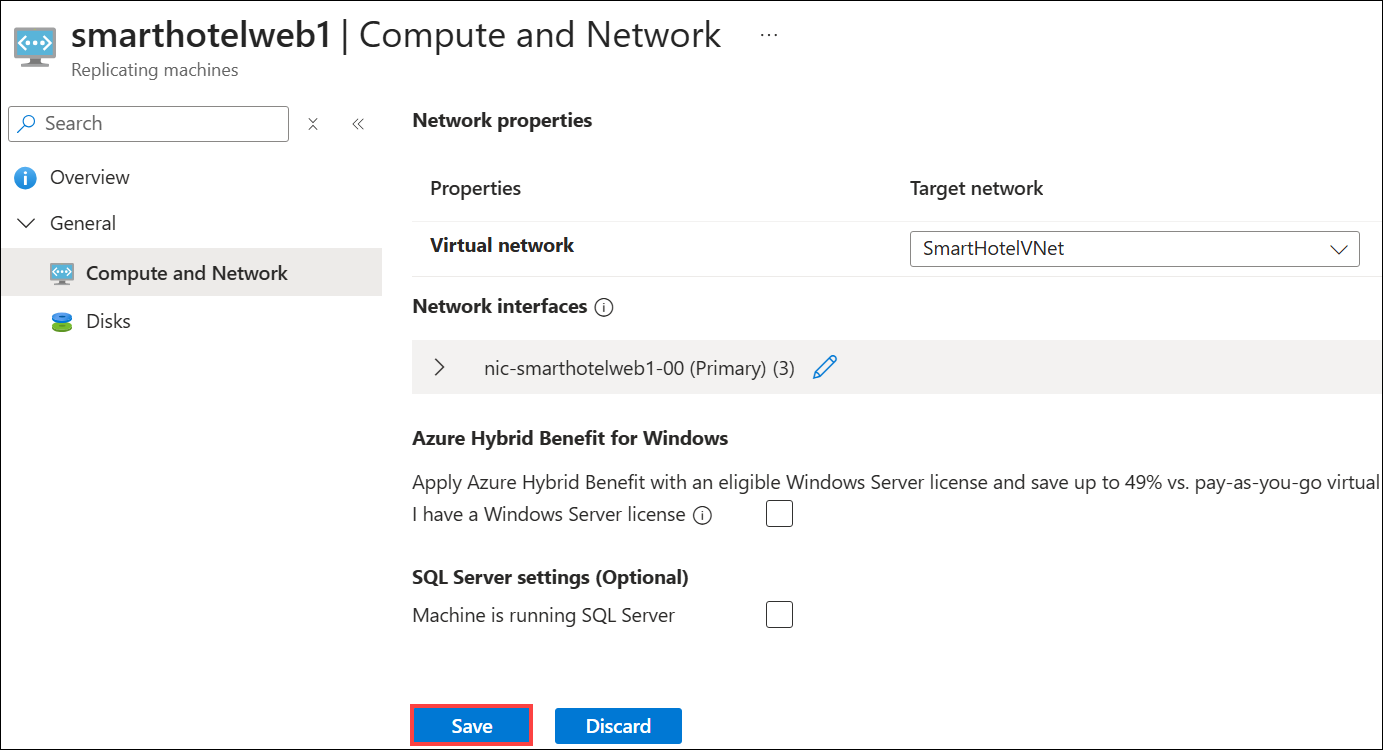 smarthotelweb1 | Compute and Network ...
Replicating machines
Search
Overview
General
Compute and Network
Disks
Network properties
Properties Target network
Virtual network SmartHotelVNet
Network interfaces
nic-smarthotelweb1-00 (Primary) (3)
Azure Hybrid Benefit for Windows
Apply Azure Hybrid Benefit with an eligible Windows Server license and save up to 49% vs. pay-as-you-go virtual
I have a Windows Server license
SQL Server settings (Optional)
Machine is running SQL Server
Save Discard